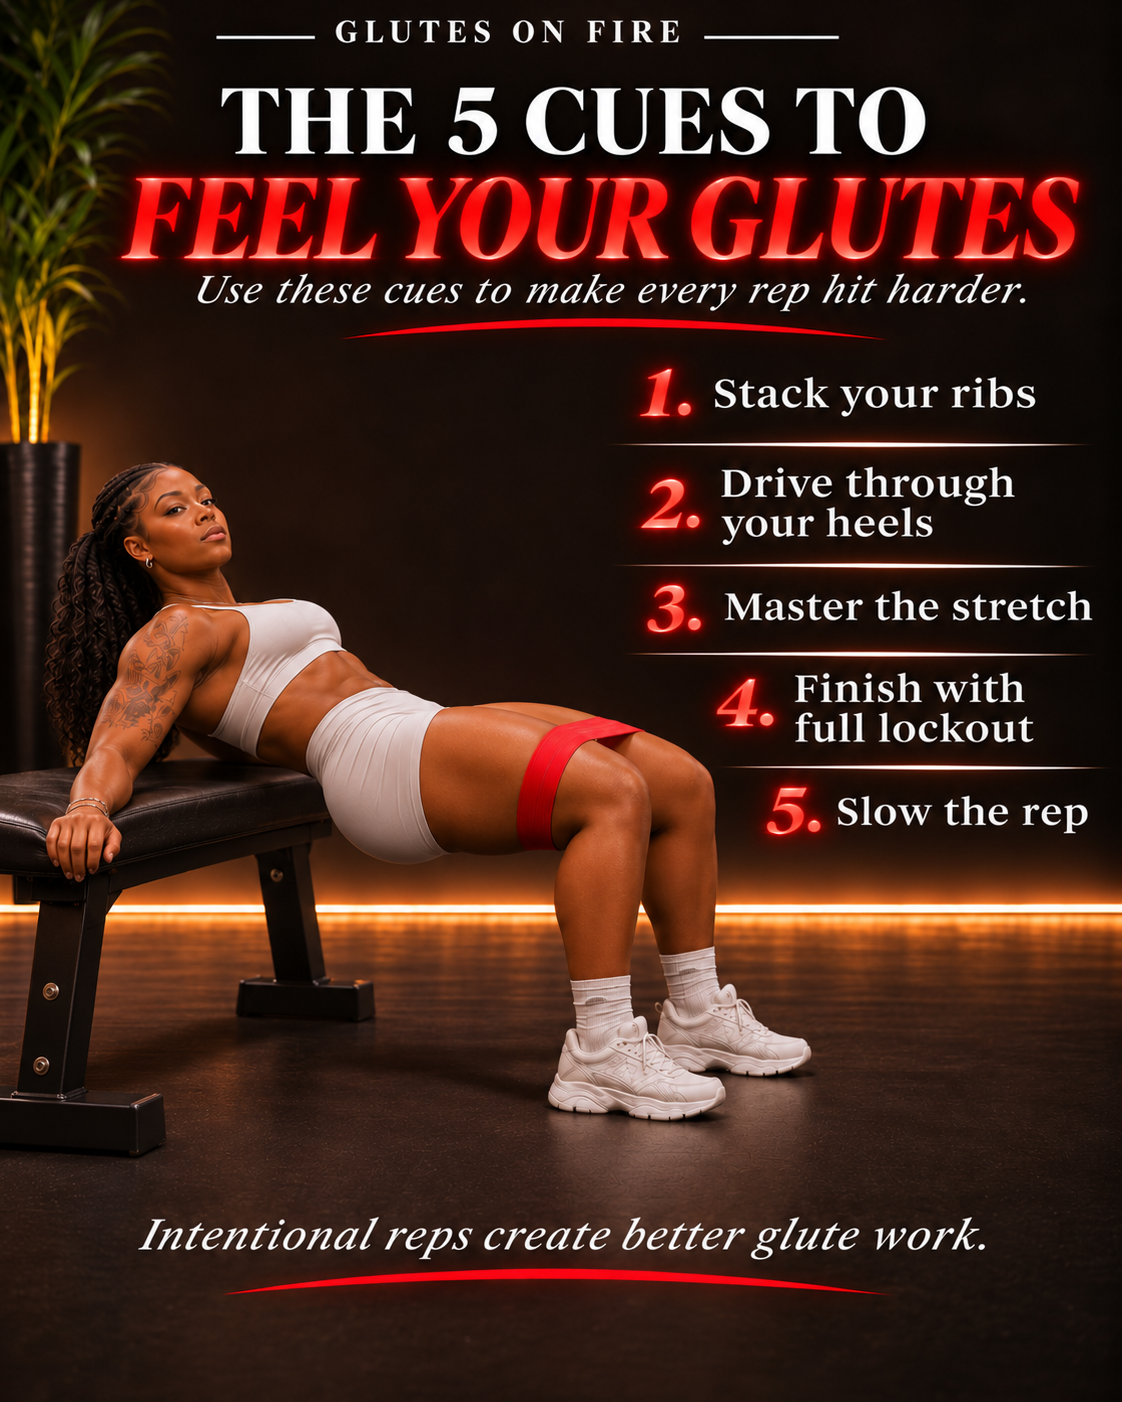 GLUTES ON FIRE
THE 5 CUES TO
FEEL YOUR GLUTES
Use these cues to make every rep hit harder.
1. Stack your ribs
2. Drive through
your heels
3. Master the stretch
4. Finish with
full lockout
5. Slow the rep
Intentional reps create better glute work.